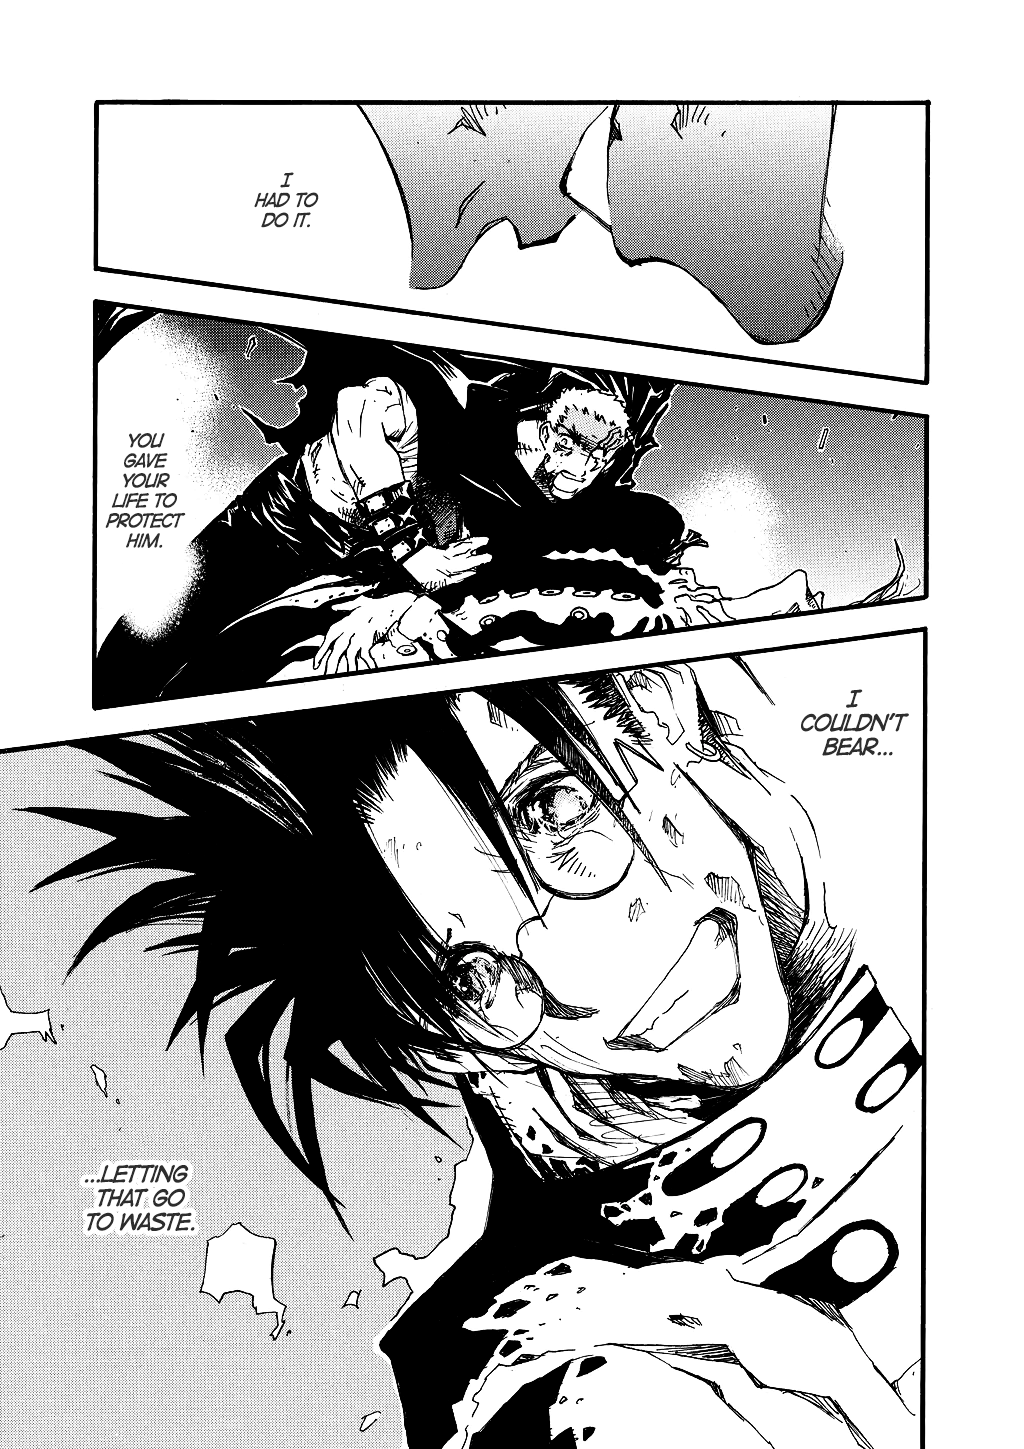 I
HAD TO
DO IT.
YOU
GAVE
YOUR
LIFE TO
PROTECT
HIM.
I
COULDN'T
BEAR...
...LETTING
THAT GO
TO WASTE.